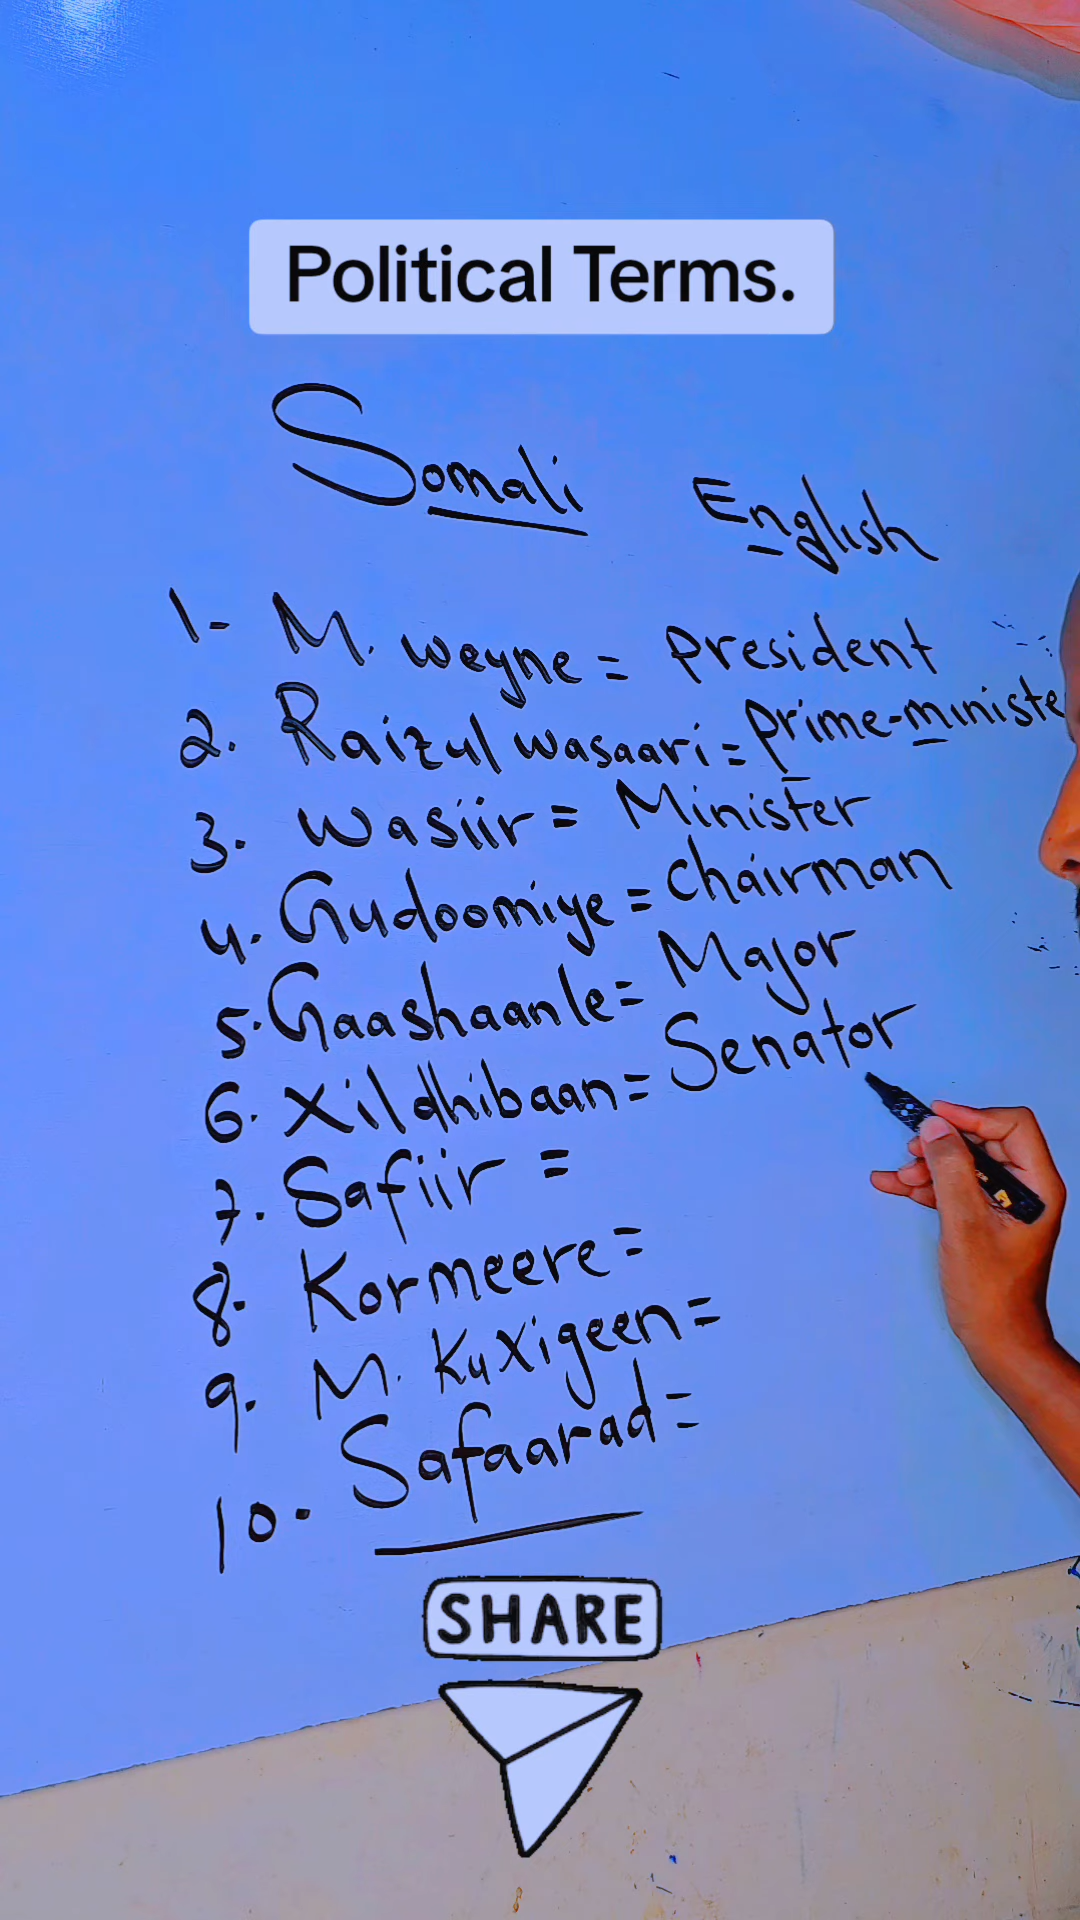 Political Terms.
Somali English
1- M. weyne = president
2. Raizul wasaari = prime-ministe
3. wasiir = Minister
4. Gudoomiye = chairman
5. Gaashaanle = Major
6. Xildhibaan = Senator
7. Safiir =
8. Kormeere =
9. M. Kuxigeen =
10. Safaarad =
SHARE